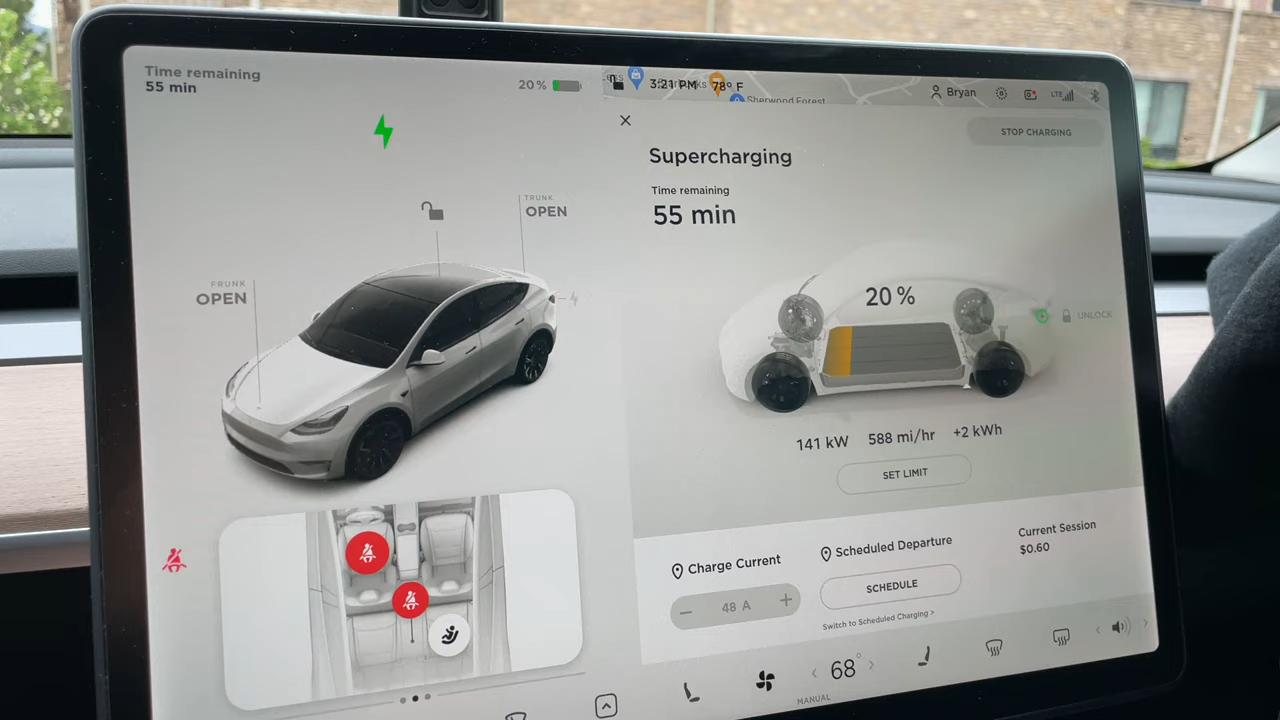 Time remaining
55 min
20 %
3:21 PM 78° F
Sherwood Forest
Bryan
LTE
STOP CHARGING
Supercharging
Time remaining
55 min
TRUNK
OPEN
FRUNK
OPEN
20 %
UNLOCK
141 kW 588 mi/hr +2 kWh
SET LIMIT
Charge Current
48 A
Scheduled Departure
SCHEDULE
Switch to Scheduled Charging >
Current Session
$0.60
68°
MANUAL